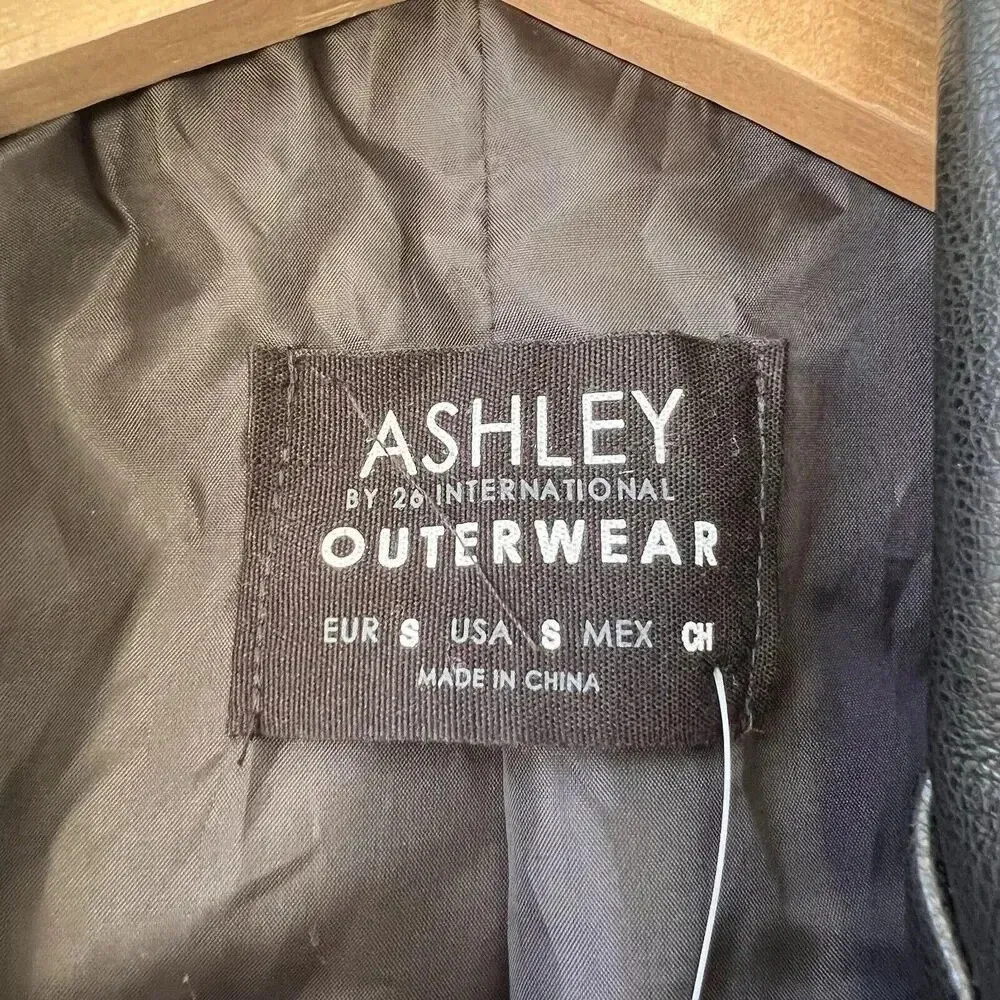 ASHLEY
BY 26 INTERNATIONAL
OUTERWEAR
EUR S USA S MEX CH
MADE IN CHINA